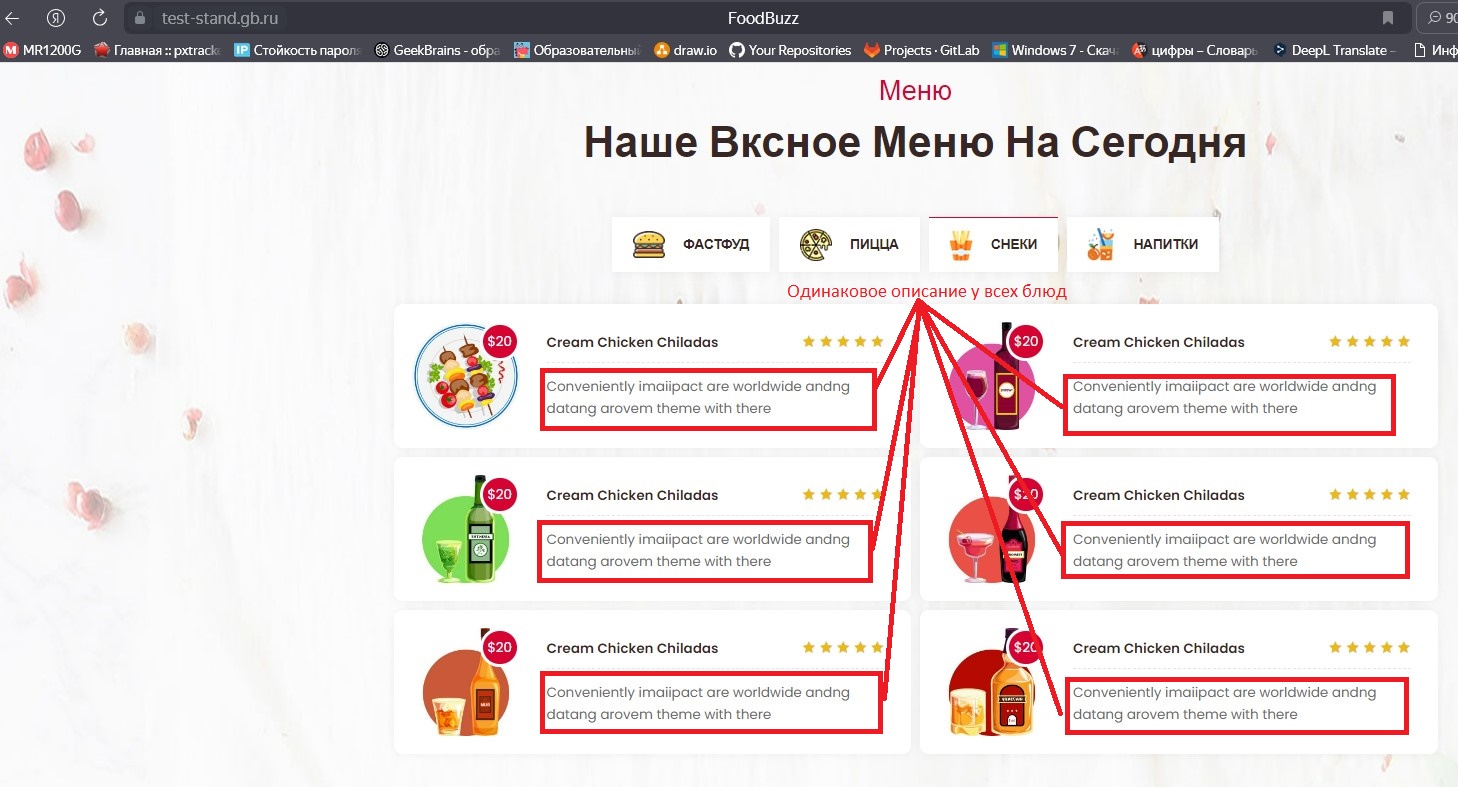 test-stand.gb.ru
FoodBuzz
90
MR1200G
Главная :: pxtrack
Стойкость пароля
GeekBrains - обра
Образовательный
draw.io
Your Repositories
Projects · GitLab
Windows 7 - Скача
цифры – Словарь
DeepL Translate –
Инф
Меню
Наше Вксное Меню На Сегодня
ФАСТФУД
ПИЦЦА
СНЕКИ
НАПИТКИ
Одинаковое описание у всех блюд
$20
Cream Chicken Chiladas
Conveniently imaiipact are worldwide andng
datang arovem theme with there
$20
Cream Chicken Chiladas
Conveniently imaiipact are worldwide andng
datang arovem theme with there
$20
Cream Chicken Chiladas
Conveniently imaiipact are worldwide andng
datang arovem theme with there
$20
Cream Chicken Chiladas
Conveniently imaiipact are worldwide andng
datang arovem theme with there
$20
Cream Chicken Chiladas
Conveniently imaiipact are worldwide andng
datang arovem theme with there
$20
Cream Chicken Chiladas
Conveniently imaiipact are worldwide andng
datang arovem theme with there